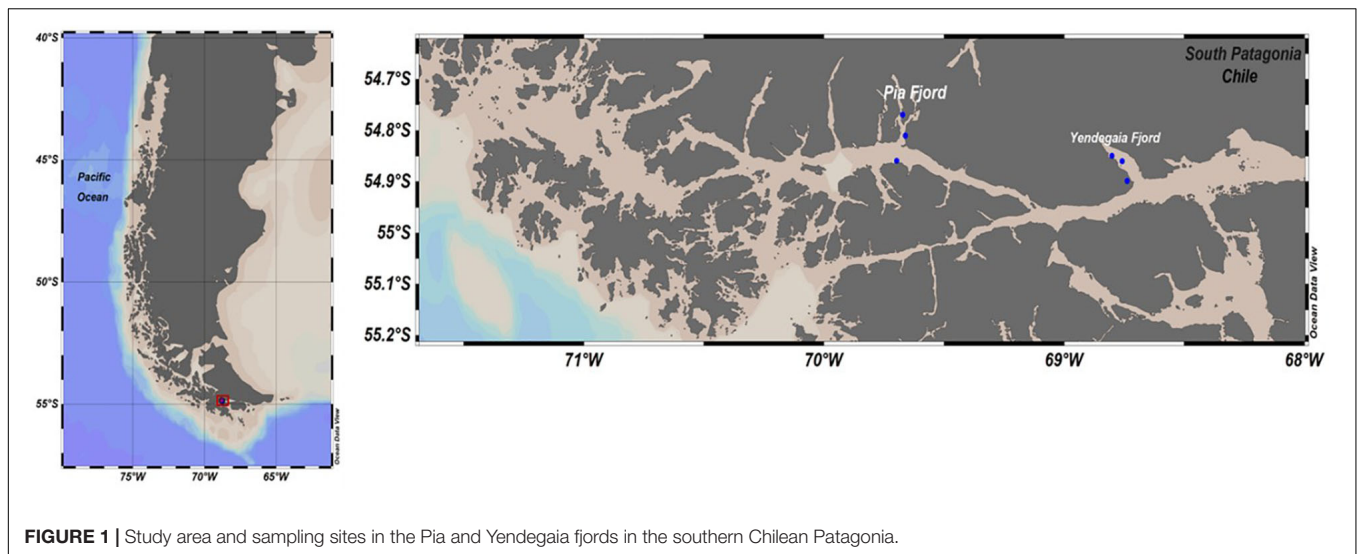 40°S
45°S
50°S
55°S
Pacific
Ocean
75°W
70°W
65°W
Ocean Data View
54.7°S
54.8°S
54.9°S
55°S
55.1°S
55.2°S
South Patagonia
Chile
Pia Fjord
Yendegaia Fjord
71°W
70°W
69°W
68°W
Ocean Data View
FIGURE 1 | Study area and sampling sites in the Pia and Yendegaia fjords in the southern Chilean Patagonia.